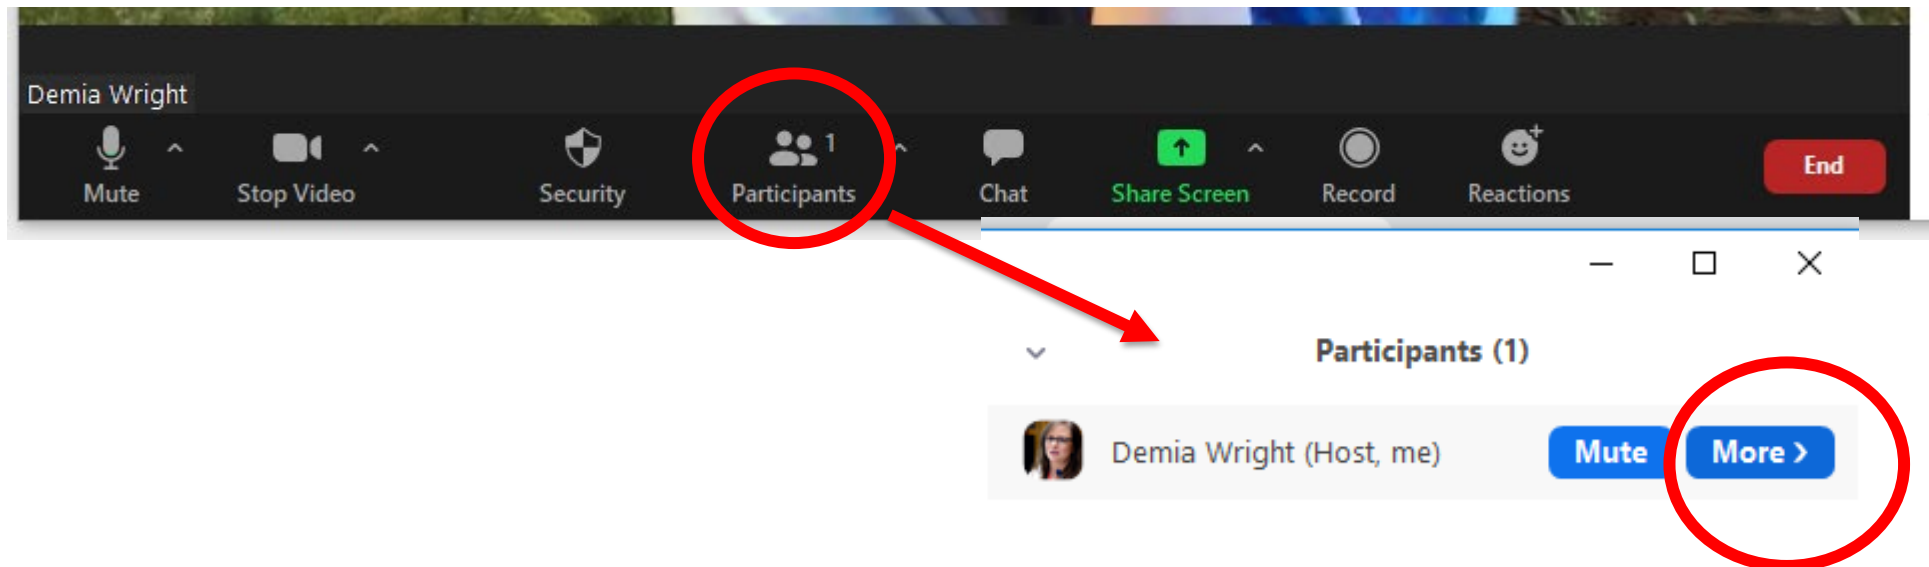 Demia Wright
Mute Stop Video Security Participants 1 Chat Share Screen Record Reactions End
Participants (1)
Demia Wright (Host, me) Mute More >